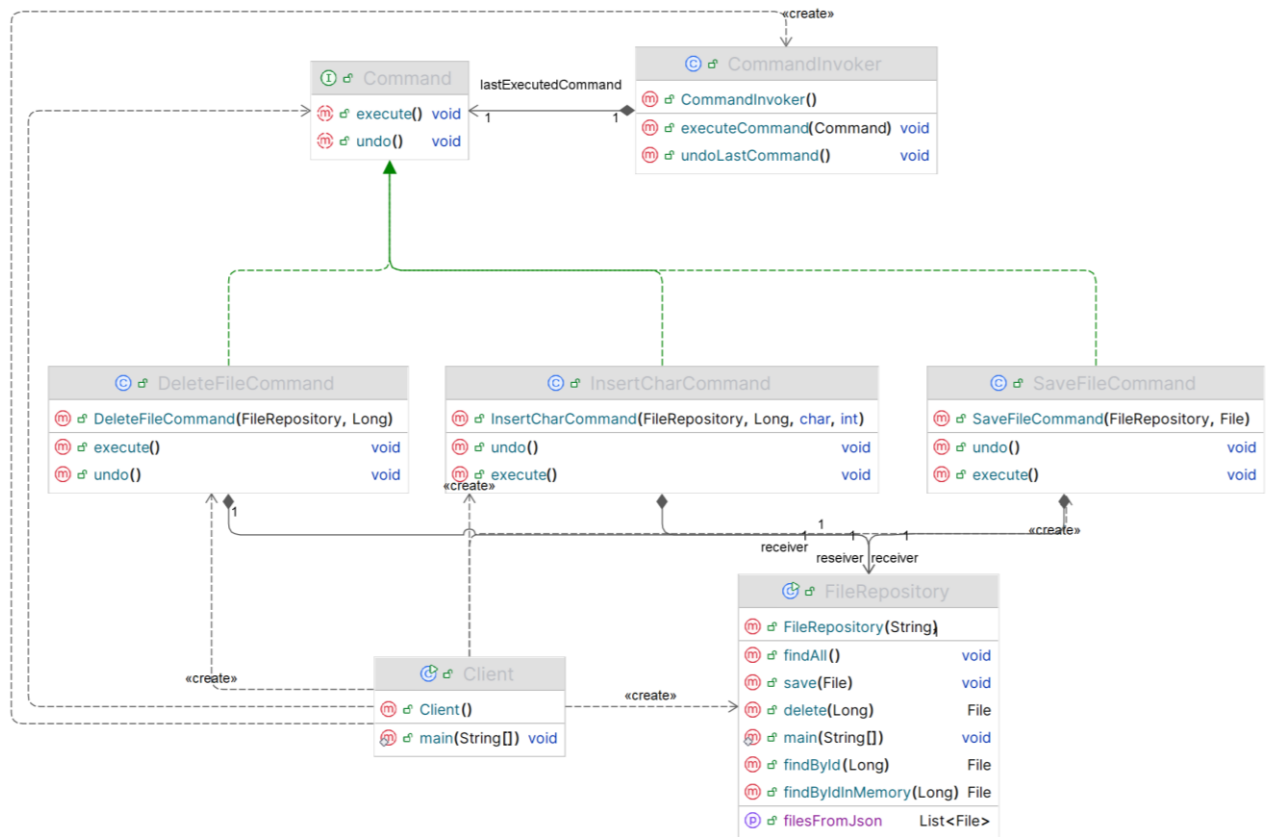 «create»
Command
execute() void
undo() void
lastExecutedCommand
1 1
CommandInvoker
CommandInvoker()
executeCommand(Command) void
undoLastCommand() void
DeleteFileCommand
DeleteFileCommand(FileRepository, Long)
execute() void
undo() void
InsertCharCommand
InsertCharCommand(FileRepository, Long, char, int)
undo() void
execute() void
«create»
SaveFileCommand
SaveFileCommand(FileRepository, File)
undo() void
execute() void
1
1
1 1 1
«create»
receiver
reseiver receiver
FileRepository
FileRepository(String)
findAll() void
save(File) void
delete(Long) File
main(String[]) void
findById(Long) File
findByIdInMemory(Long) File
filesFromJson List<File>
«create»
«create»
Client
Client()
main(String[]) void